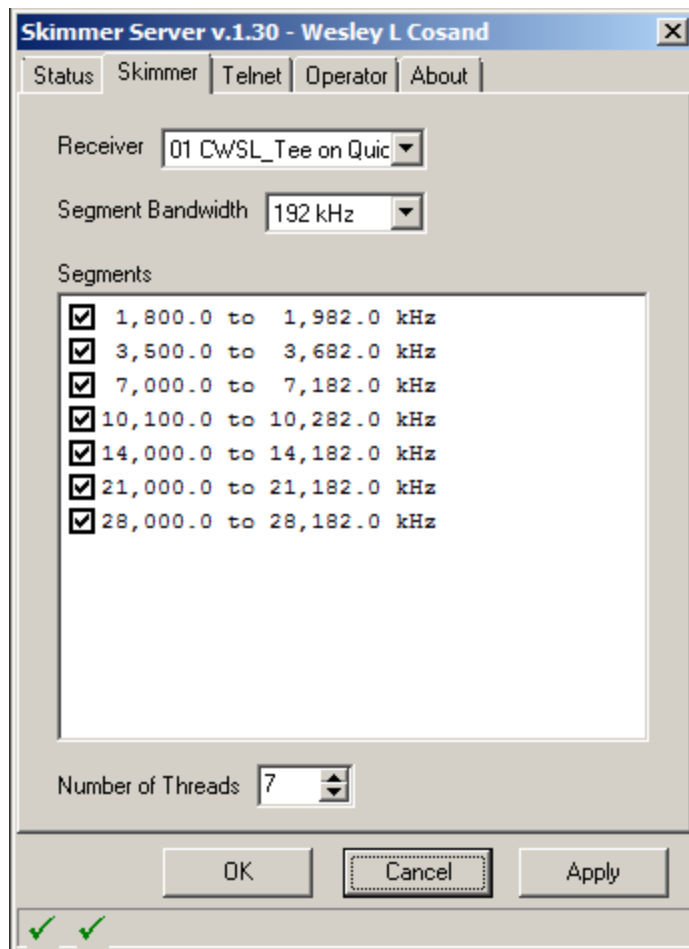 Skimmer Server v.1.30 - Wesley L Cosand
Status Skimmer Telnet Operator About
Receiver 01 CWSL_Tee on Quic
Segment Bandwidth 192 kHz
Segments
1,800.0 to 1,982.0 kHz
3,500.0 to 3,682.0 kHz
7,000.0 to 7,182.0 kHz
10,100.0 to 10,282.0 kHz
14,000.0 to 14,182.0 kHz
21,000.0 to 21,182.0 kHz
28,000.0 to 28,182.0 kHz
Number of Threads 7
OK Cancel Apply